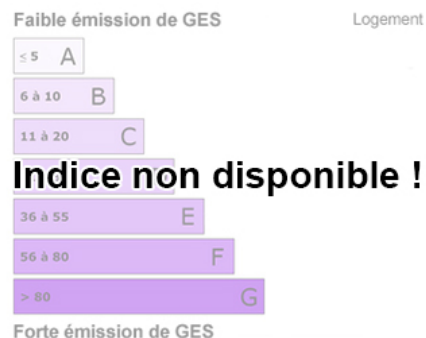 Faible émission de GES Logement
≤ 5 A
6 à 10 B
11 à 20 C
Indice non disponible !
36 à 55 E
56 à 80 F
> 80 G
Forte émission de GES